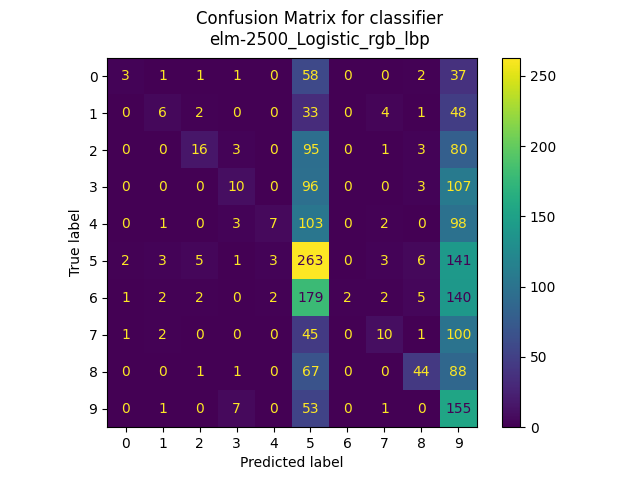 Confusion Matrix for classifier
elm-2500_Logistic_rgb_lbp
0 3 1 1 1 0 58 0 0 2 37
1 0 6 2 0 0 33 0 4 1 48
2 0 0 16 3 0 95 0 1 3 80
3 0 0 0 10 0 96 0 0 3 107
4 0 1 0 3 7 103 0 2 0 98
5 2 3 5 1 3 263 0 3 6 141
6 1 2 2 0 2 179 2 2 5 140
7 1 2 0 0 0 45 0 10 1 100
8 0 0 1 1 0 67 0 0 44 88
9 0 1 0 7 0 53 0 1 0 155
0 1 2 3 4 5 6 7 8 9
Predicted label
True label
250
200
150
100
50
0